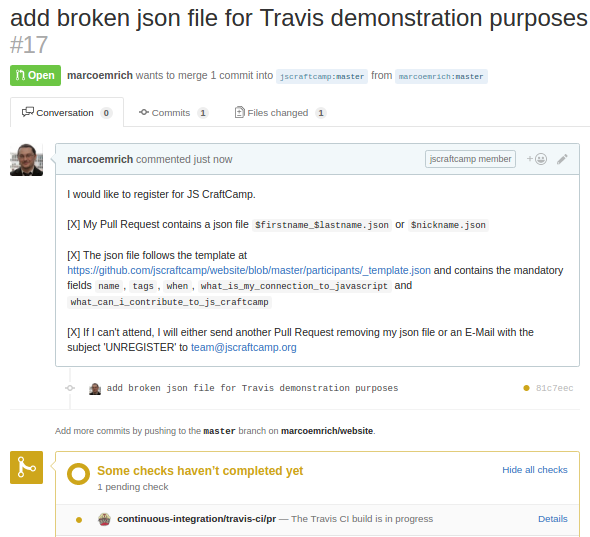 add broken json file for Travis demonstration purposes
#17
Open marcoemrich wants to merge 1 commit into jscraftcamp:master from marcoemrich:master
Conversation 0 Commits 1 Files changed 1
marcoemrich commented just now jscraftcamp member +
I would like to register for JS CraftCamp.
[X] My Pull Request contains a json file $firstname_$lastname.json or $nickname.json
[X] The json file follows the template at
https://github.com/jscraftcamp/website/blob/master/participants/_template.json and contains the mandatory
fields name , tags , when , what_is_my_connection_to_javascript and
what_can_i_contribute_to_js_craftcamp
[X] If I can't attend, I will either send another Pull Request removing my json file or an E-Mail with the
subject 'UNREGISTER' to team@jscraftcamp.org
add broken json file for Travis demonstration purposes 81c7eec
Add more commits by pushing to the master branch on marcoemrich/website.
Some checks haven't completed yet Hide all checks
1 pending check
continuous-integration/travis-ci/pr — The Travis CI build is in progress Details